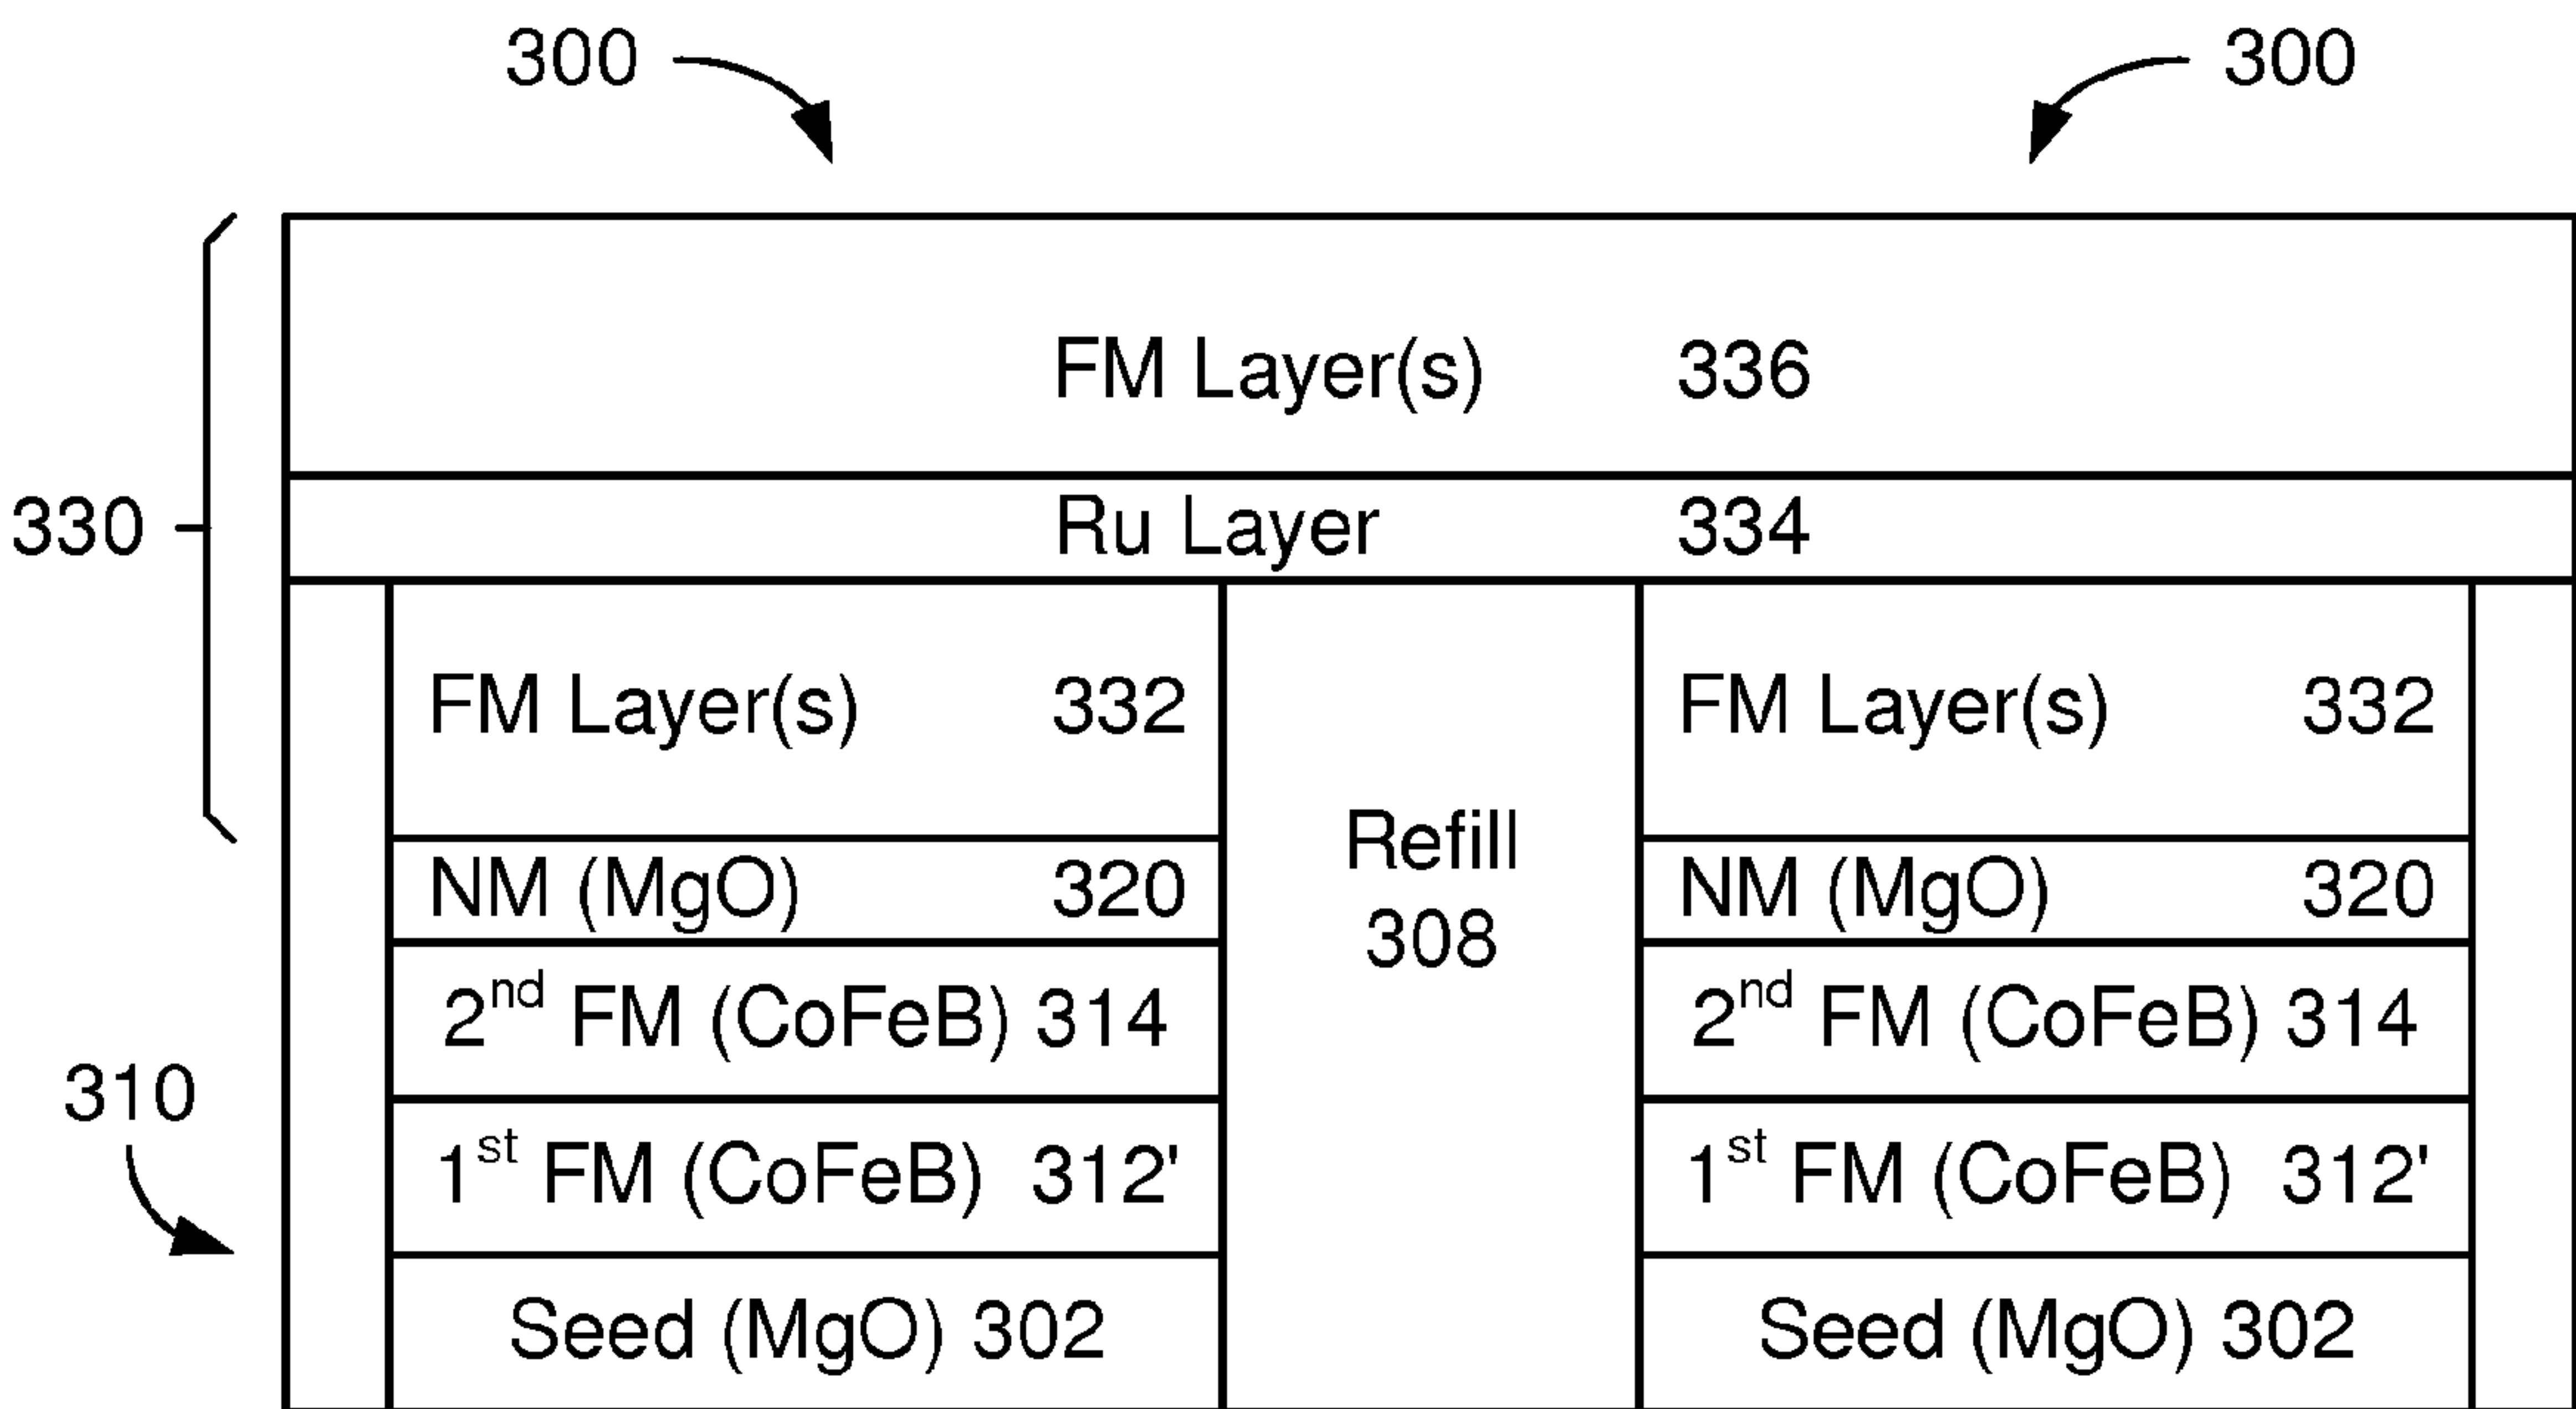 300 300
FM Layer(s) 336
330
Ru Layer 334
FM Layer(s) 332
NM (MgO) 320
2nd FM (CoFeB) 314
1st FM (CoFeB) 312'
Seed (MgO) 302
310
Refill
308
FM Layer(s) 332
NM (MgO) 320
2nd FM (CoFeB) 314
1st FM (CoFeB) 312'
Seed (MgO) 302